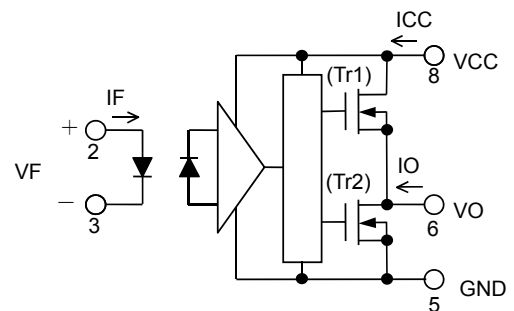 ICC
8
VCC
(Tr1)
IF
+
2
VF
−
3
(Tr2)
IO
6
VO
5
GND